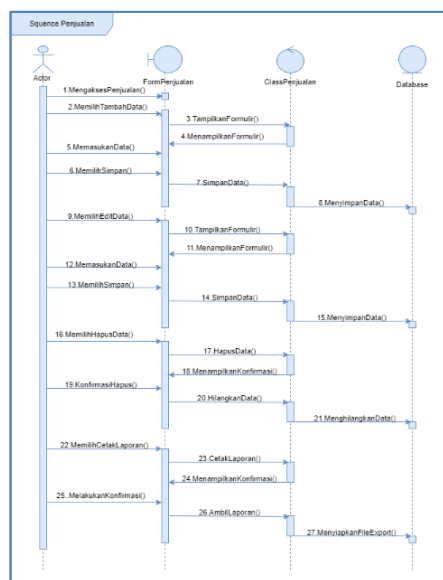 Squence Penjualan
Actor
FormPenjualan
ClassPenjualan
Database
1.MengaksesPenjualan()
2.MemilihTambahData()
3.TampilkanFormulir()
4.MenampilkanFormulir()
5.MemasukanData()
6.MemilihSimpan()
7.SimpanData()
8.MenyimpanData()
9.MemilihEditData()
10.TampilkanFormulir()
11.MenampilkanFormulir()
12.MemasukanData()
13.MemilihSimpan()
14.SimpanData()
15.MenyimpanData()
16.MemilihHapusData()
17.HapusData()
18.MenampilkanKonfirmasi()
19.KonfirmasiHapus()
20.HilangkanData()
21.MenghilangkanData()
22.MemilihCetakLaporan()
23.CetakLaporan()
24.MenampilkanKonfirmasi()
25..MelakukanKonfirmasi()
26.AmbilLaporan()
27.MenyiapkanFileExport()